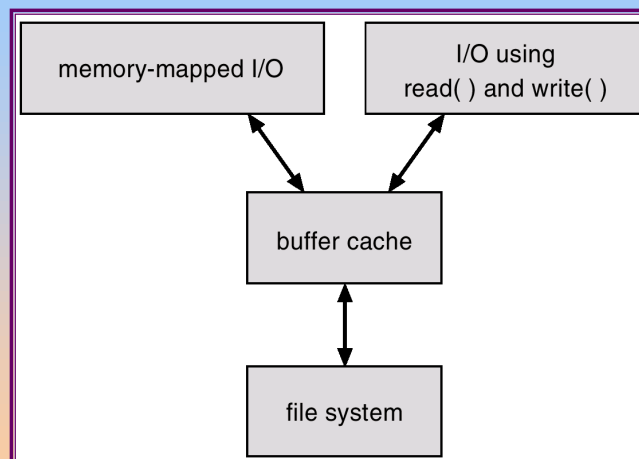 memory-mapped I/O
I/O using
read( ) and write( )
buffer cache
file system